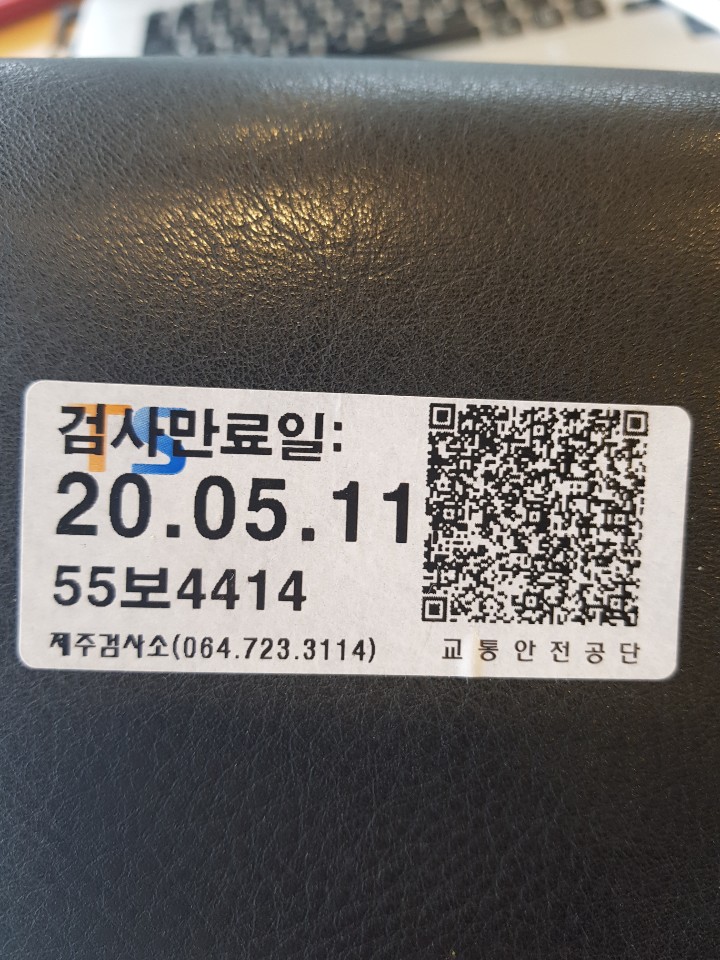 TS
검사만료일:
20.05.11
55보4414
제주검사소(064.723.3114)
교통안전공단